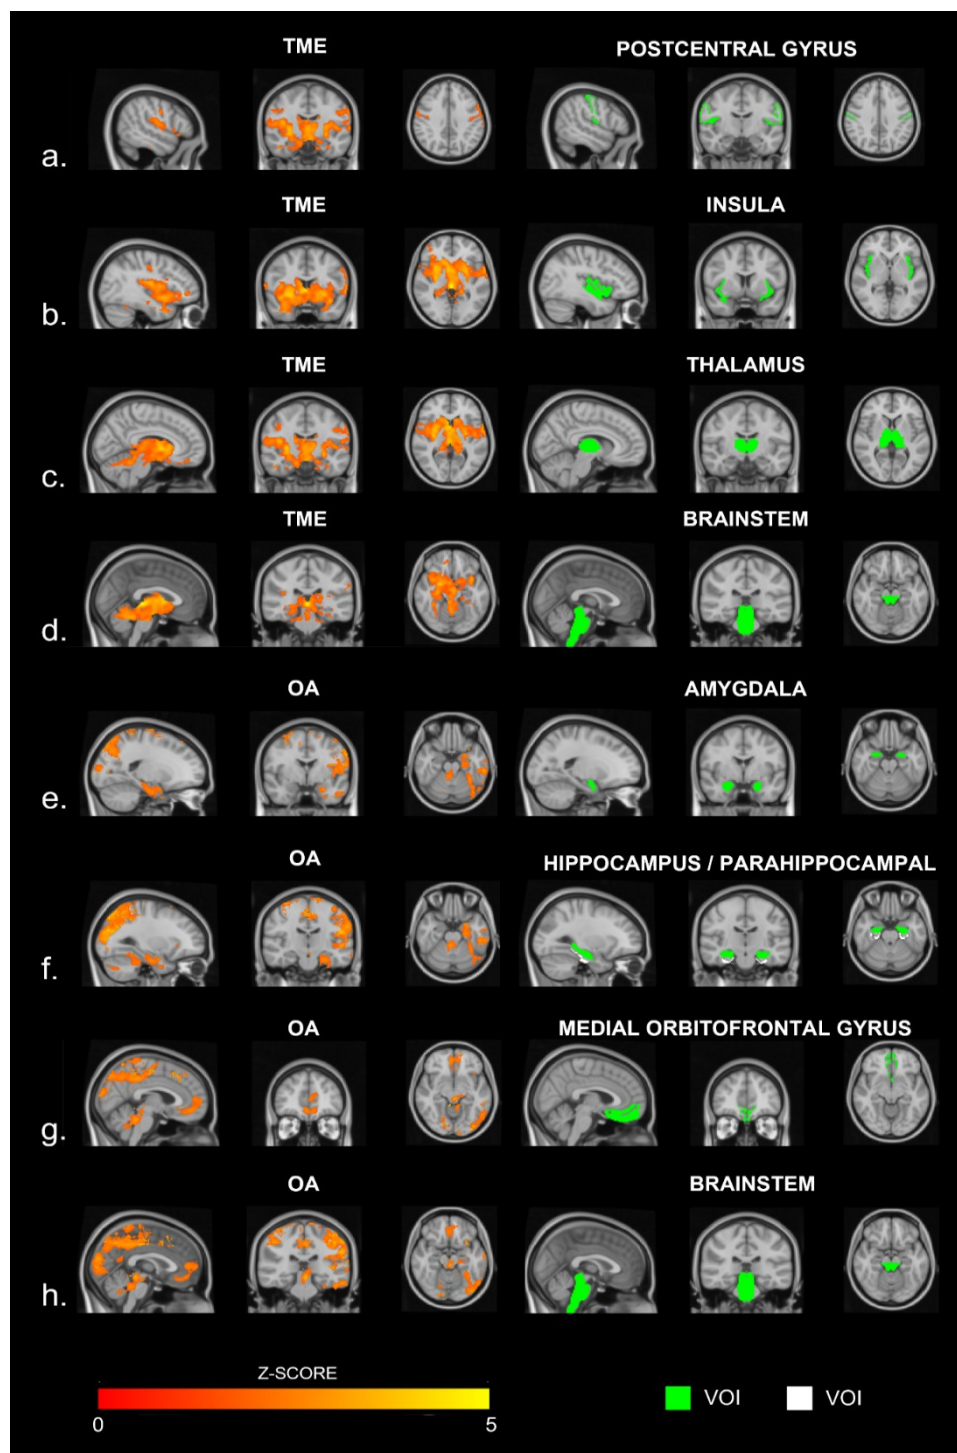 TME POSTCENTRAL GYRUS
a.
TME INSULA
b.
TME THALAMUS
c.
TME BRAINSTEM
d.
OA AMYGDALA
e.
OA HIPPOCAMPUS / PARAHIPPOCAMPAL
f.
OA MEDIAL ORBITOFRONTAL GYRUS
g.
OA BRAINSTEM
h.
Z-SCORE
VOI VOI
0 5